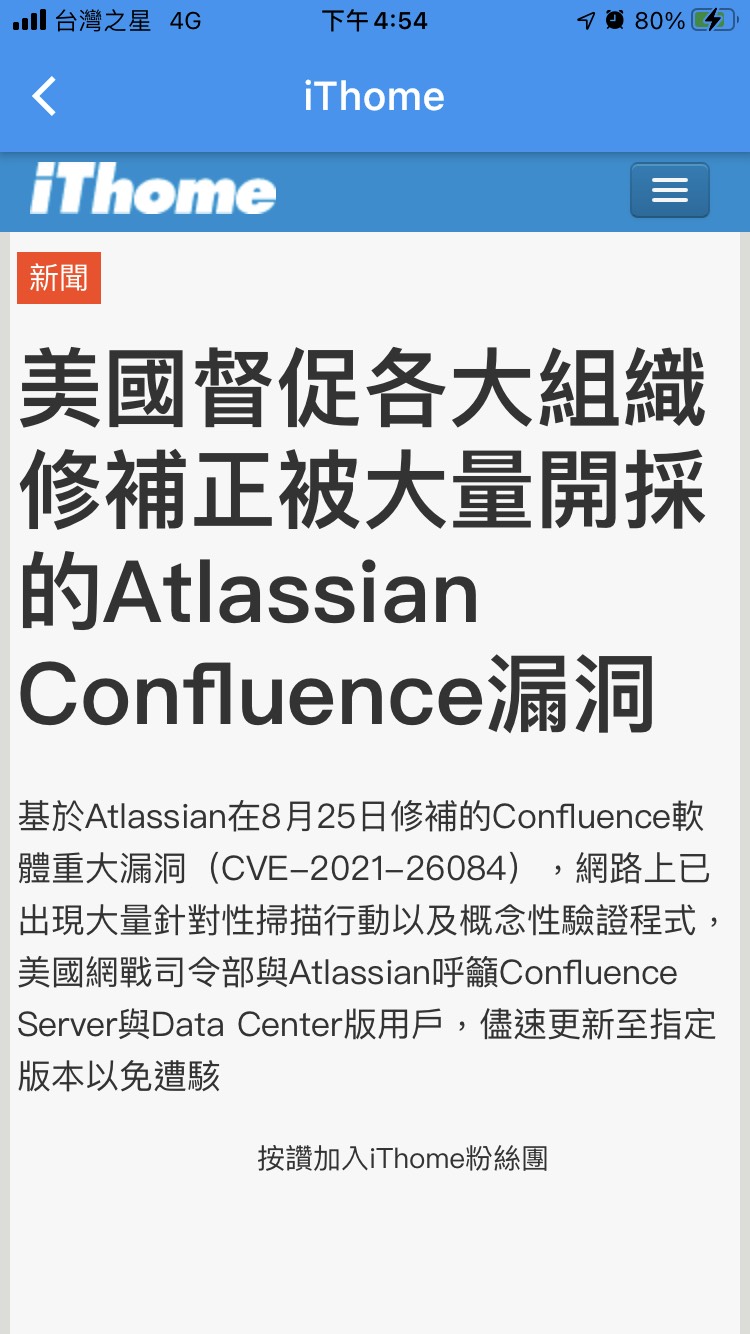 台灣之星 4G 下午4:54 80%
iThome
iThome
新聞
美國督促各大組織
修補正被大量開採
的Atlassian
Confluence漏洞
基於Atlassian在8月25日修補的Confluence軟
體重大漏洞（CVE-2021-26084），網路上已
出現大量針對性掃描行動以及概念性驗證程式，
美國網戰司令部與Atlassian呼籲Confluence
Server與Data Center版用戶，儘速更新至指定
版本以免遭駭
按讚加入iThome粉絲團